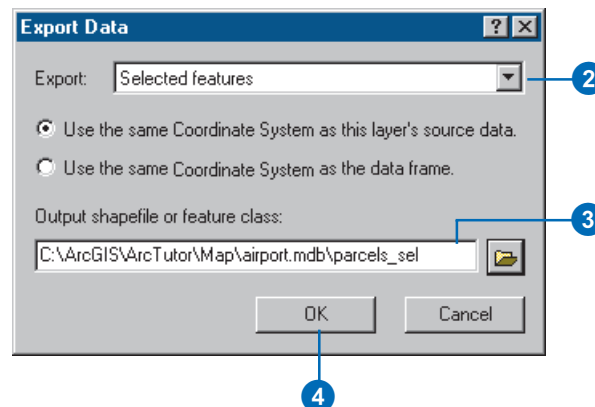 Export Data
Export: Selected features
2
Use the same Coordinate System as this layer's source data.
Use the same Coordinate System as the data frame.
Output shapefile or feature class:
3
C:\ArcGIS\ArcTutor\Map\airport.mdb\parcels_sel
OK Cancel
4